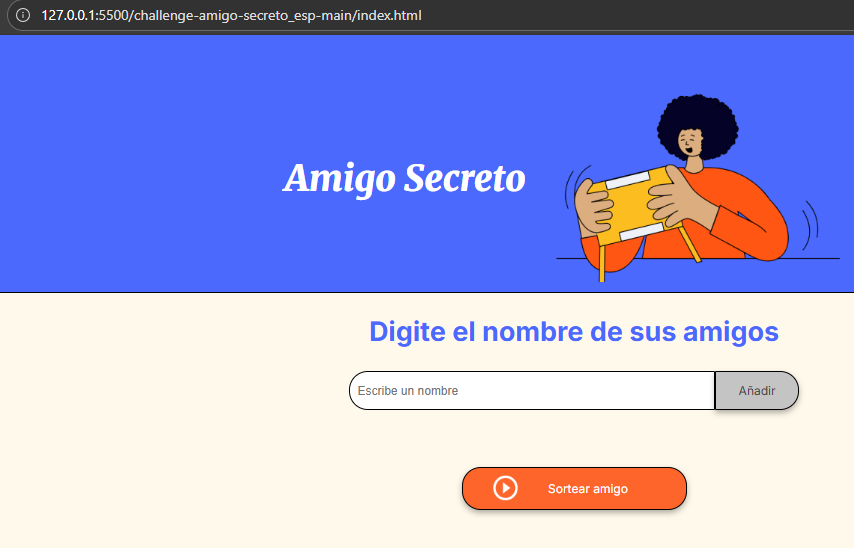 127.0.0.1:5500/challenge-amigo-secreto_esp-main/index.html
Amigo Secreto
Digite el nombre de sus amigos
Escribe un nombre
Añadir
Sortear amigo